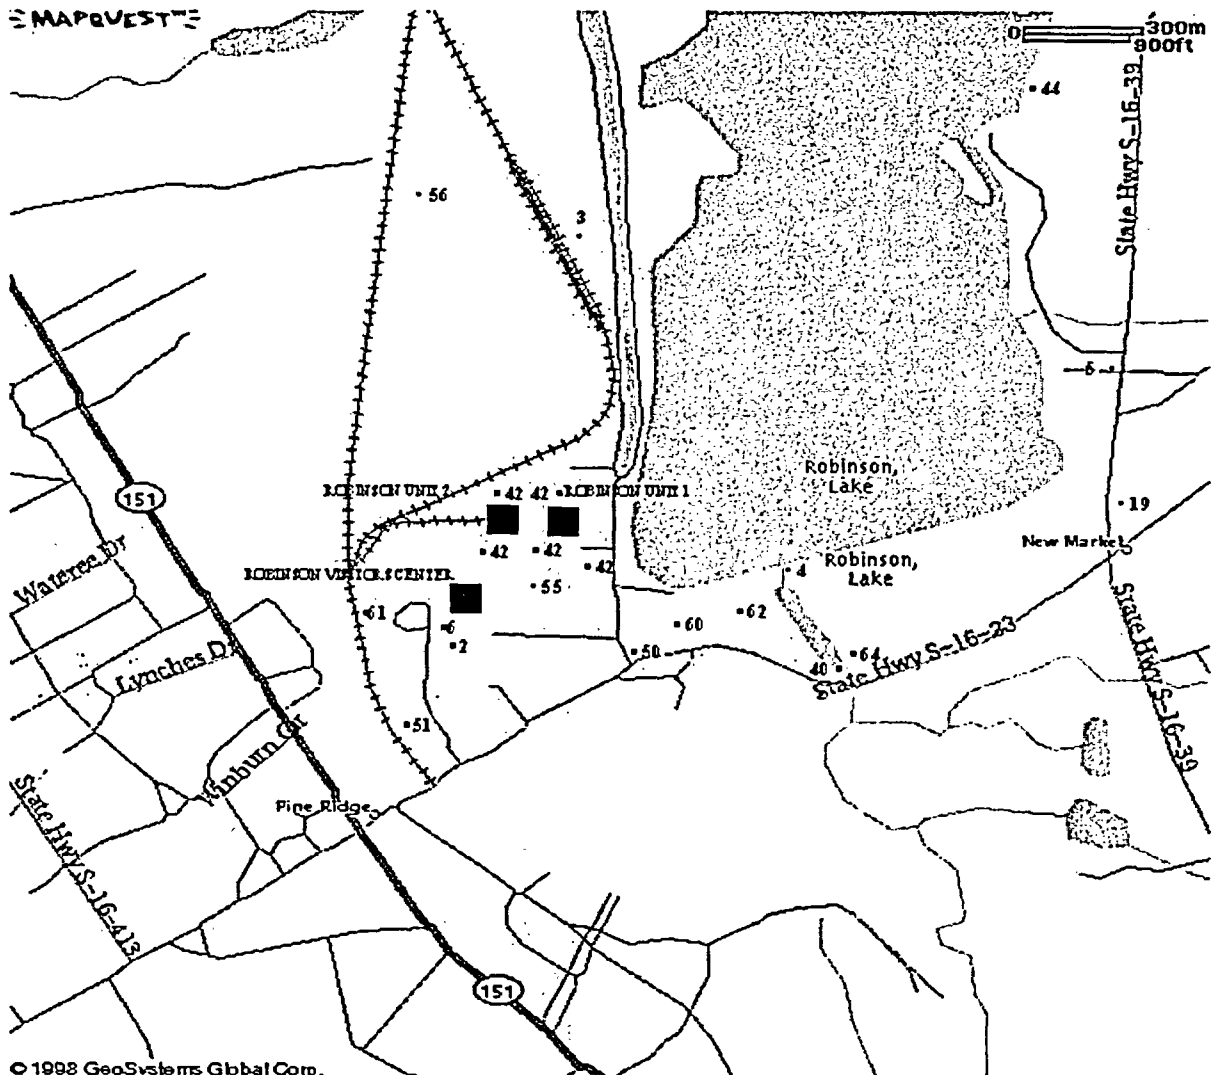 MAPQUEST
0 300m
900ft
44
State Hwy S-16-39
56
3
5
151
Robinson,
Lake
ROBINSON UNIT 2
42
42
ROBINSON UNIT 1
19
New Market
42
42
42
Robinson,
Lake
4
ROBINSON VISITORS CENTER
55
Wateree Dr
61
6
2
60
62
50
64
40
State Hwy S-16-23
State Hwy S-16-39
Lynches Dr
51
Kinburn Cir
Pine Ridge
State Hwy S-16-413
151
© 1998 GeoSystems Global Corp.